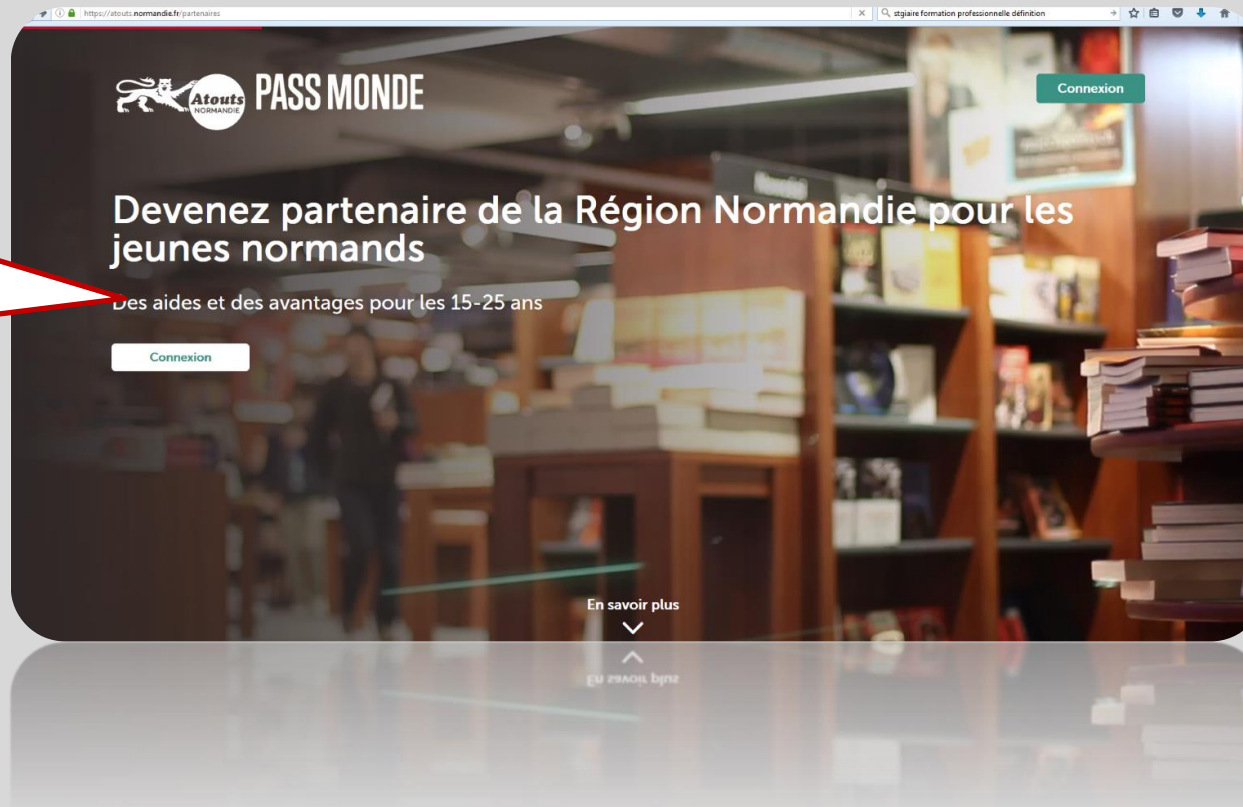 https://atouts.normandie.fr/partenaires
stgiaire formation professionnelle définition
Atouts
NORMANDIE
PASS MONDE
Connexion
Devenez partenaire de la Région Normandie pour les
jeunes normands
Des aides et des avantages pour les 15-25 ans
Connexion
En savoir plus